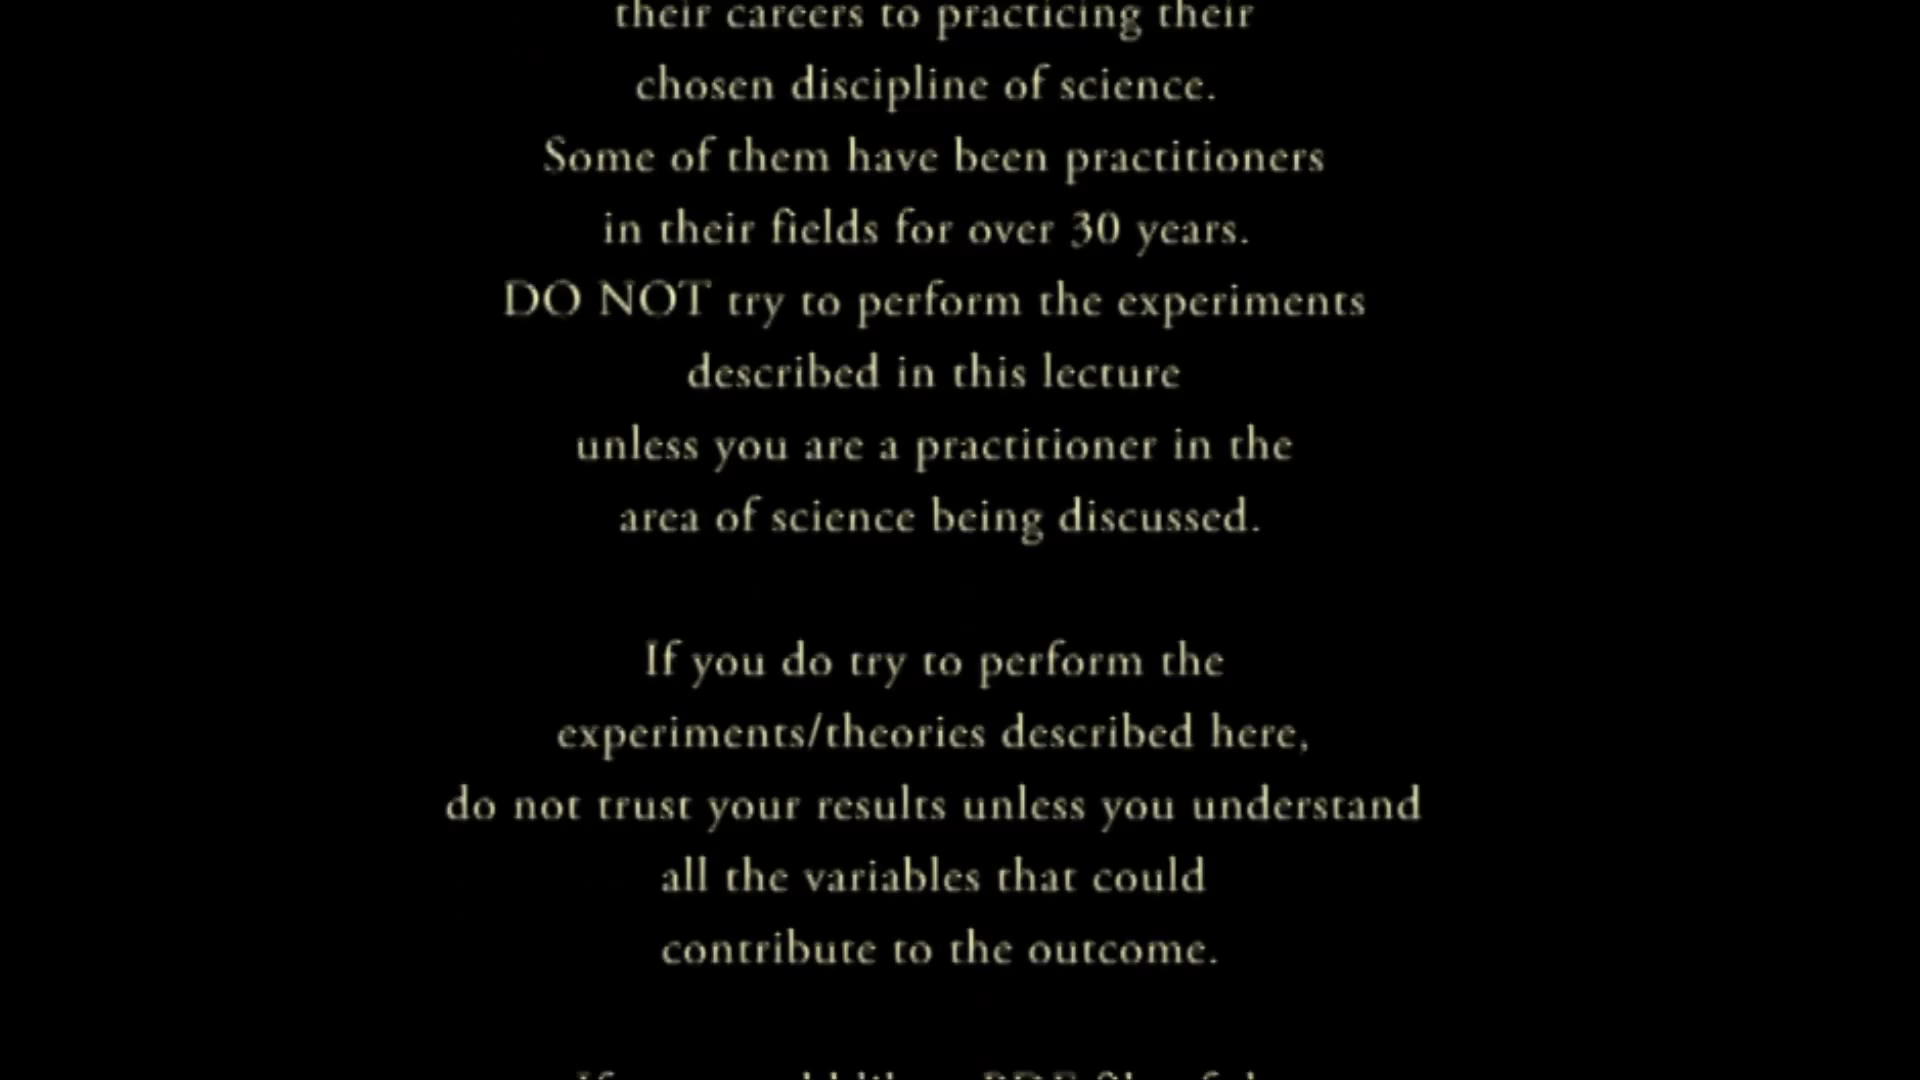 their careers to practicing their
chosen discipline of science.
Some of them have been practitioners
in their fields for over 30 years.
DO NOT try to perform the experiments
described in this lecture
unless you are a practitioner in the
area of science being discussed.
If you do try to perform the
experiments/theories described here,
do not trust your results unless you understand
all the variables that could
contribute to the outcome.